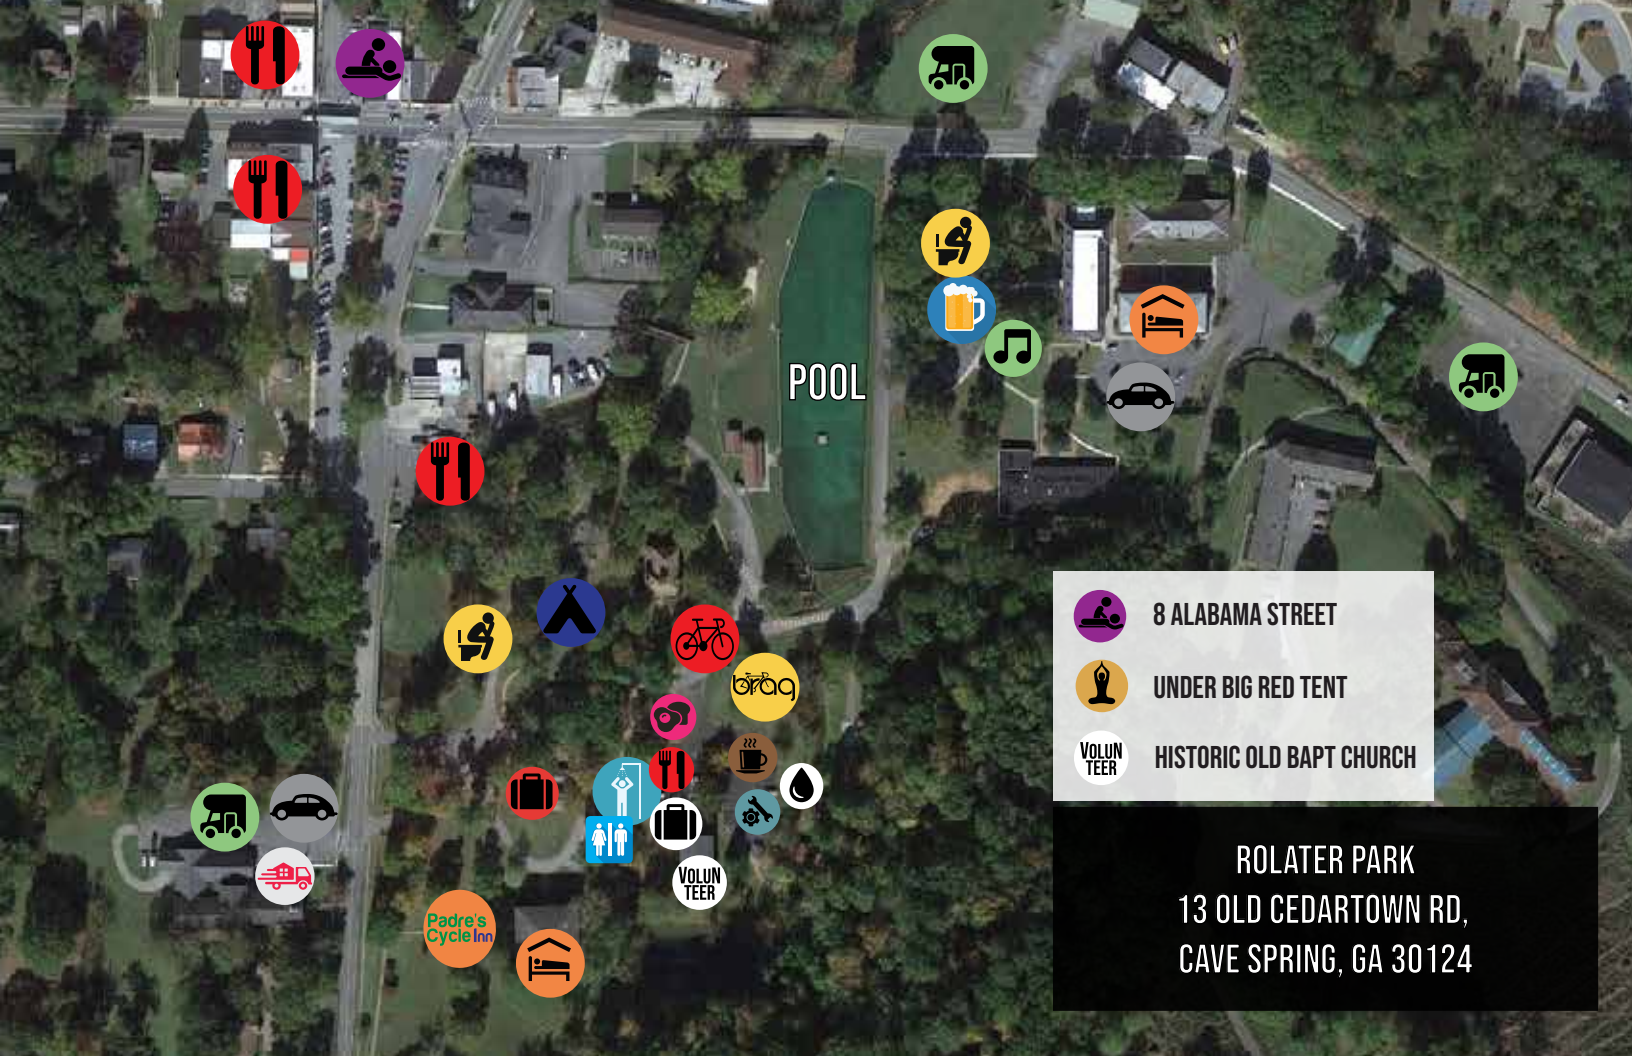 POOL
braq
8 ALABAMA STREET
UNDER BIG RED TENT
VOLUN
TEER
HISTORIC OLD BAPT CHURCH
VOLUN
TEER
Padre's
Cycle Inn
ROLATER PARK
13 OLD CEDARTOWN RD,
CAVE SPRING, GA 30124